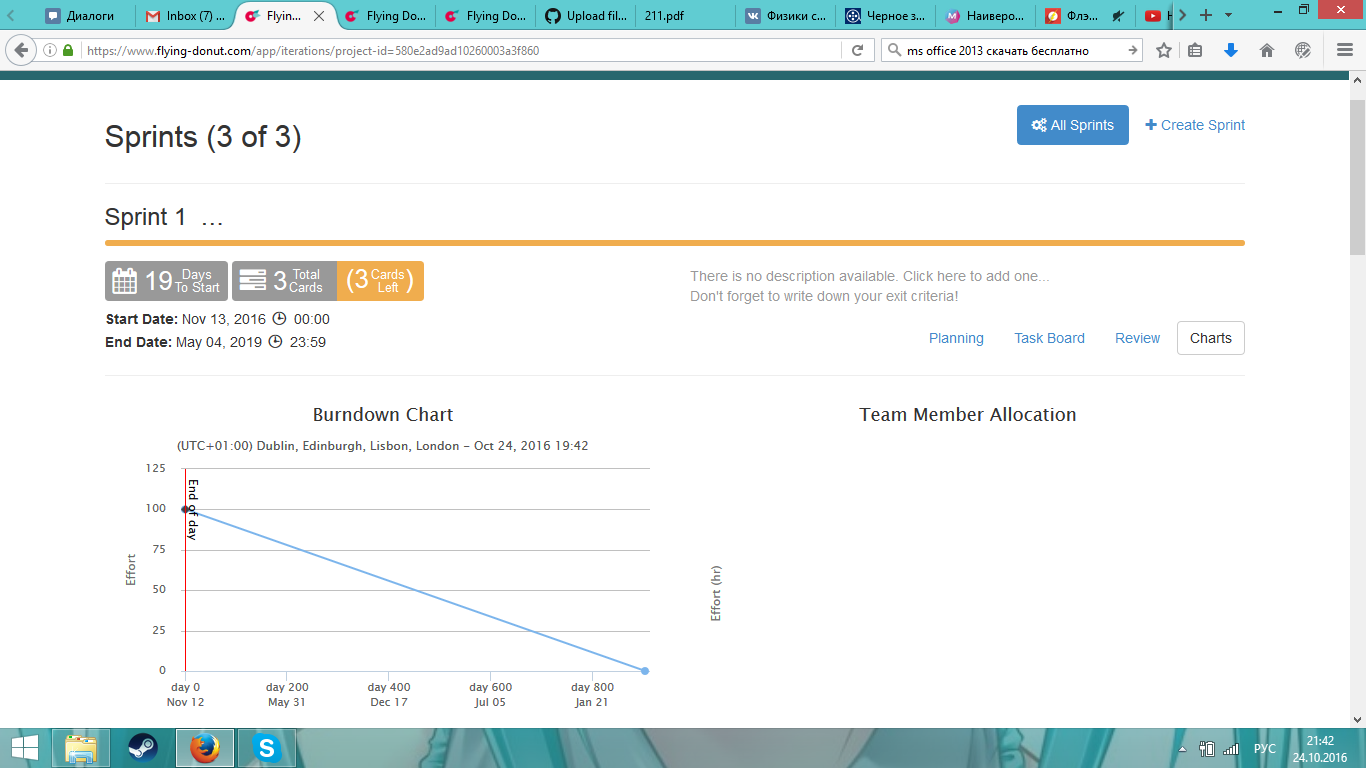 Диалоги
Inbox (7) ...
Flyin...
Flying Do...
Flying Do...
Upload fil...
211.pdf
Физики с...
Черное з...
Наиверо...
Флэ...
https://www.flying-donut.com/app/iterations/project-id=580e2ad9ad10260003a3f860
ms office 2013 скачать бесплатно
Sprints (3 of 3)
All Sprints
Create Sprint
Sprint 1 ...
19 Days To Start
3 Total Cards
(3 Cards Left)
There is no description available. Click here to add one...
Don't forget to write down your exit criteria!
Start Date: Nov 13, 2016 00:00
End Date: May 04, 2019 23:59
Planning
Task Board
Review
Charts
Burndown Chart
(UTC+01:00) Dublin, Edinburgh, Lisbon, London - Oct 24, 2016 19:42
125
100
75
50
25
0
Effort
End of day
day 0
Nov 12
day 200
May 31
day 400
Dec 17
day 600
Jul 05
day 800
Jan 21
Team Member Allocation
Effort (hr)
РУС
21:42
24.10.2016